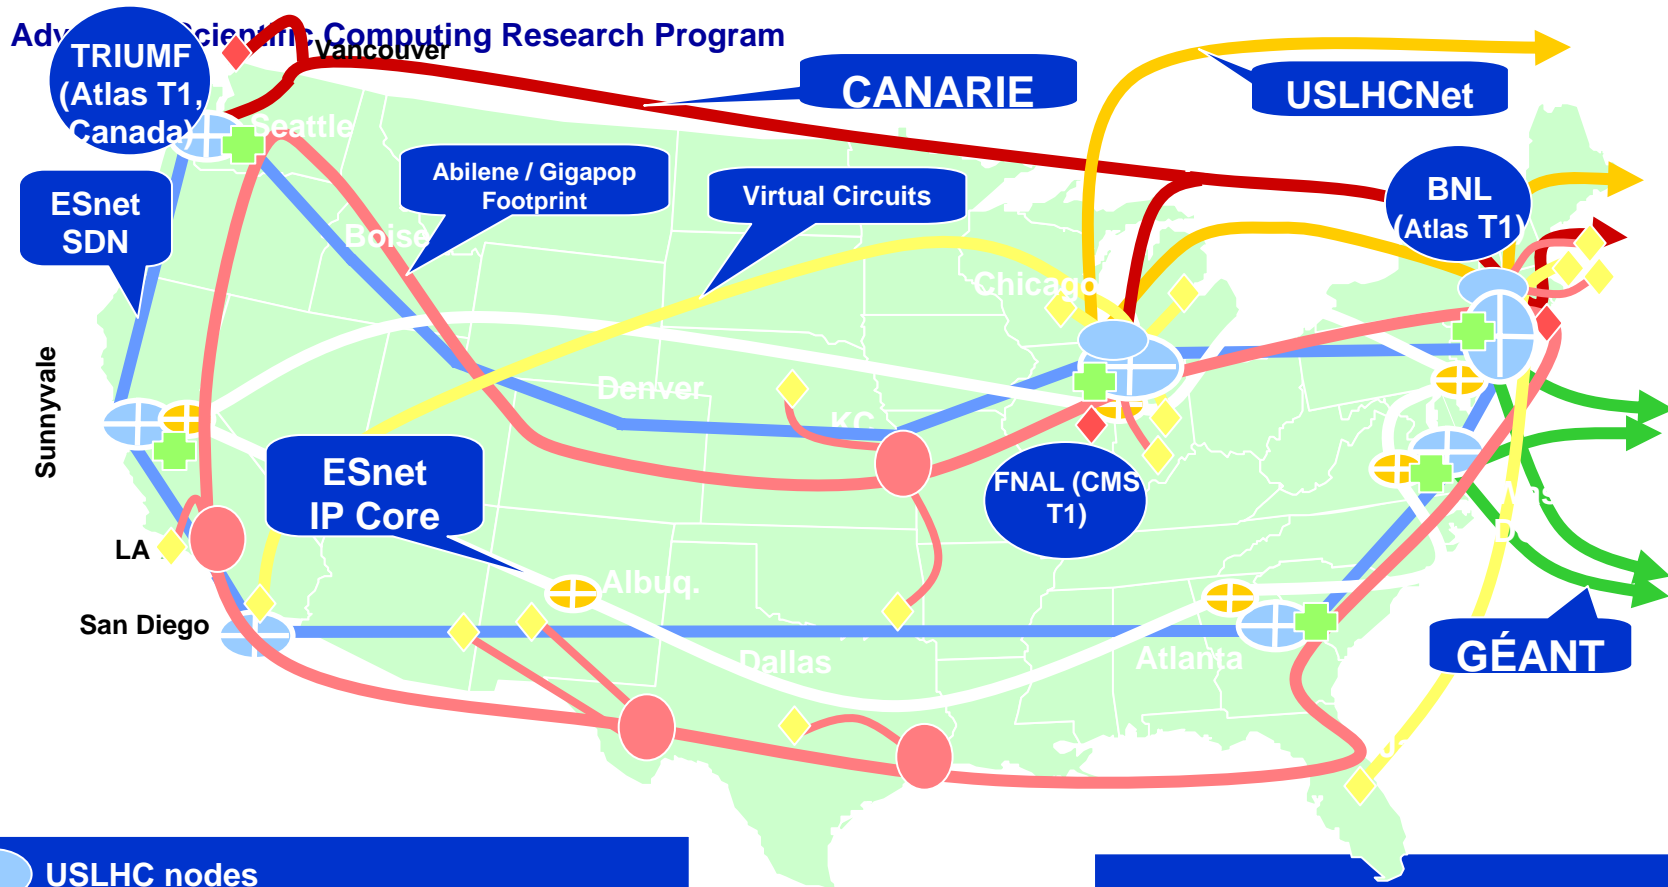 Adv Scientific Computing Research Program
TRIUMF
(Atlas T1,
Canada)
Vancouver
CANARIE
USLHCNet
Seattle
Abilene / Gigapop
Footprint
Virtual Circuits
BNL
(Atlas T1)
ESnet
SDN
Boise
Chicago
Sunnyvale
Denver
KC
ESnet
IP Core
FNAL (CMS
T1)
LA
Albuq.
San Diego
Dallas
Atlanta
GÉANT
USLHC nodes